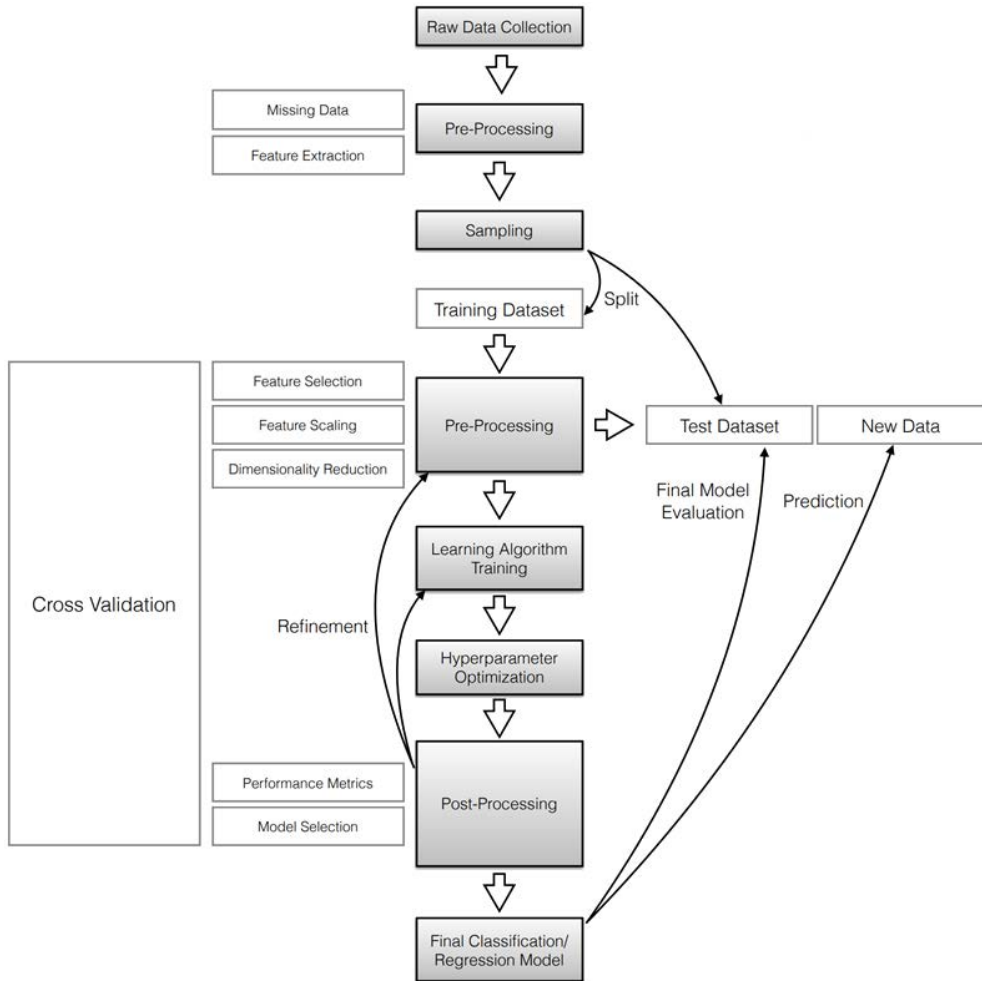 Raw Data Collection
Missing Data
Pre-Processing
Feature Extraction
Sampling
Split
Training Dataset
Feature Selection
Feature Scaling
Pre-Processing
Test Dataset
New Data
Dimensionality Reduction
Final Model
Evaluation
Prediction
Learning Algorithm
Training
Cross Validation
Refinement
Hyperparameter
Optimization
Performance Metrics
Post-Processing
Model Selection
Final Classification/
Regression Model